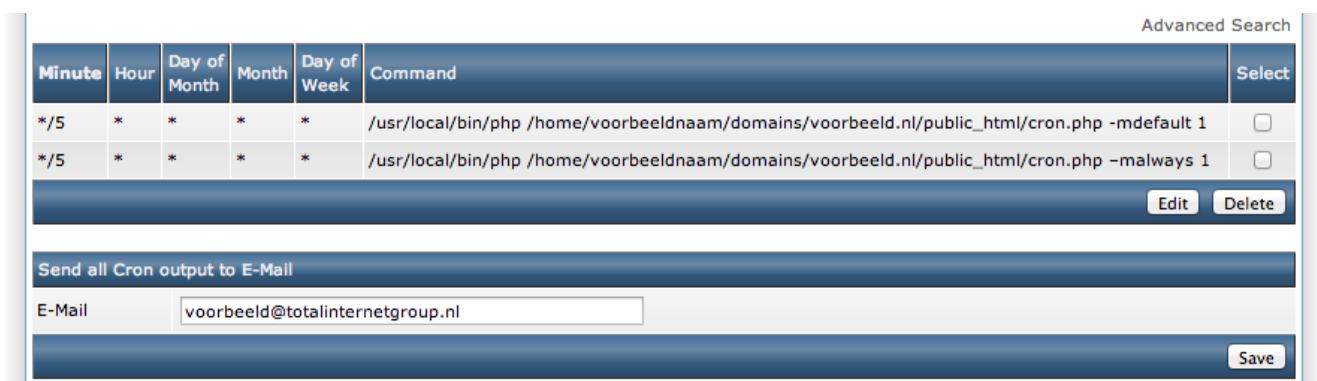 Advanced Search
Minute Hour Day of Month Month Day of Week Command Select
*/5 * * * * /usr/local/bin/php /home/voorbeeldnaam/domains/voorbeeld.nl/public_html/cron.php -mdefault 1
*/5 * * * * /usr/local/bin/php /home/voorbeeldnaam/domains/voorbeeld.nl/public_html/cron.php –malways 1
Edit Delete
Send all Cron output to E-Mail
E-Mail voorbeeld@totalinternetgroup.nl
Save